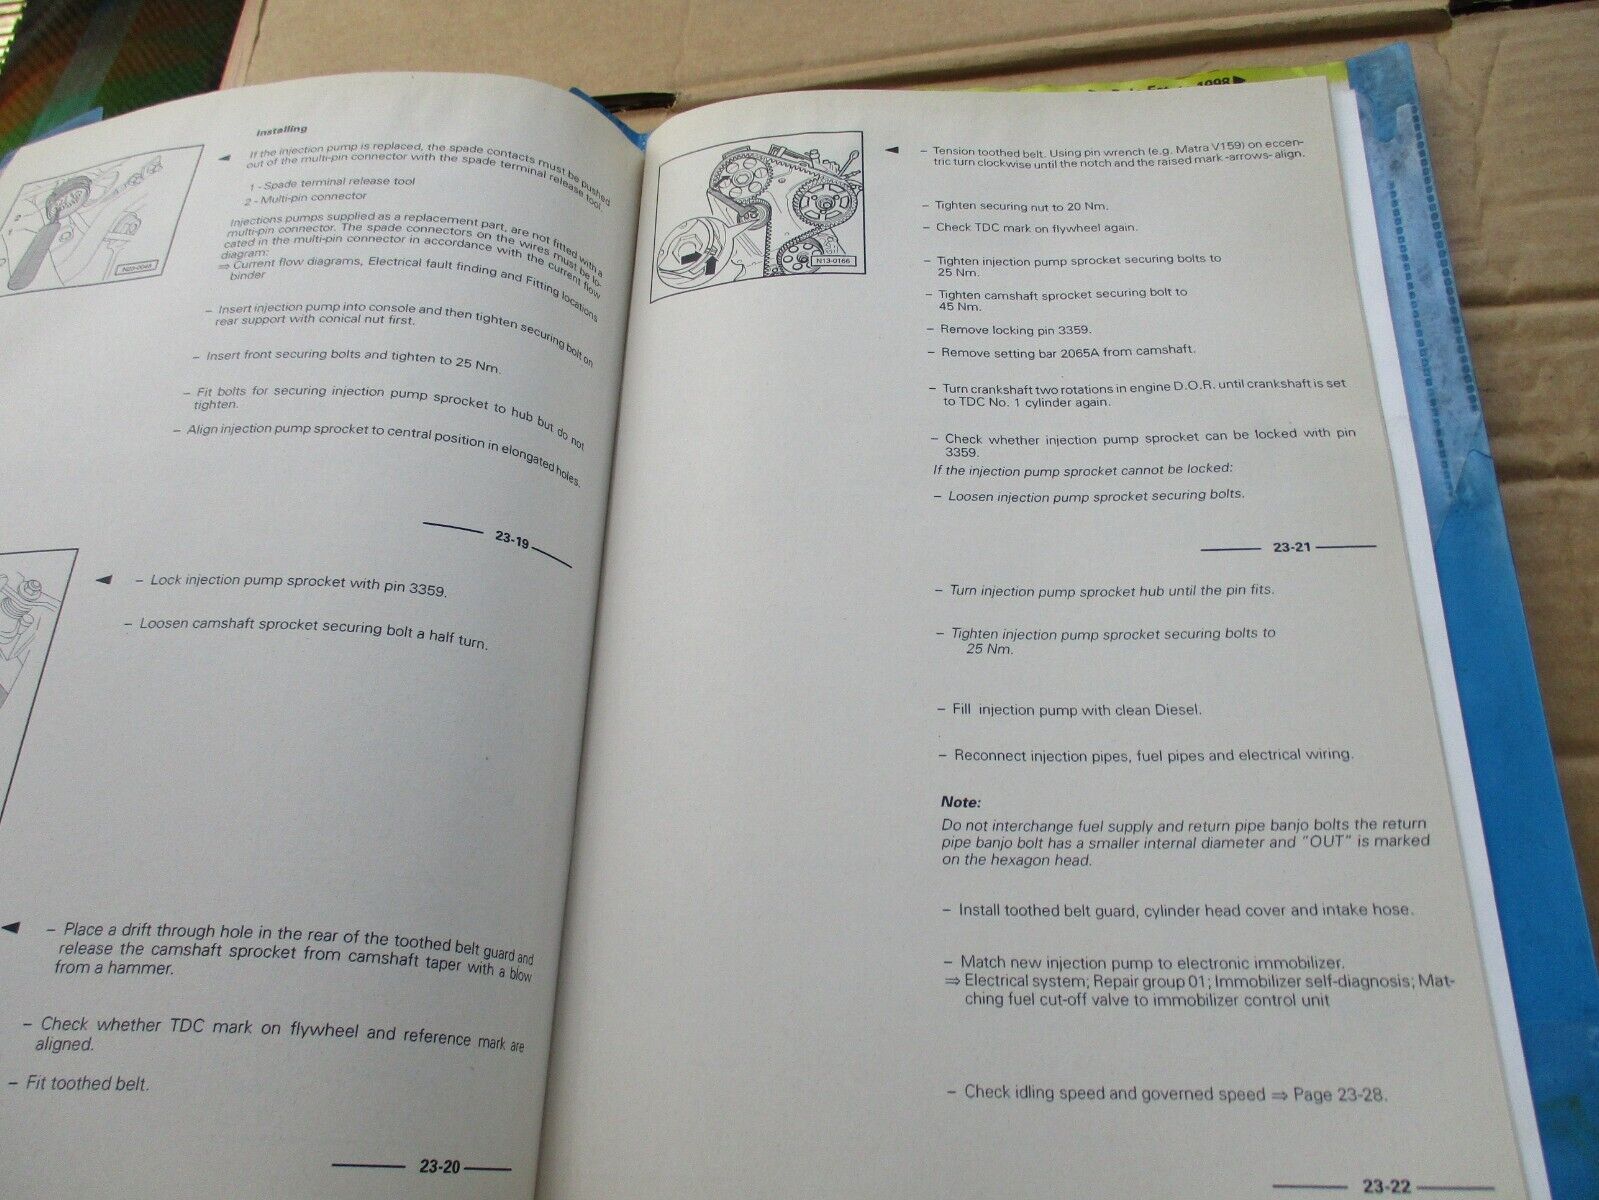 Installing
If the injection pump is replaced, the spade contacts must be pushed
out of the multi-pin connector with the spade terminal release tool.
1 - Spade terminal release tool
2 - Multi-pin connector
Injections pumps supplied as a replacement part, are not fitted with a
multi-pin connector. The spade connectors on the wires must be lo-
cated in the multi-pin connector in accordance with the current flow
diagram:
⇒ Current flow diagrams, Electrical fault finding and Fitting locations
binder
N23-0048
– Insert injection pump into console and then tighten securing bolt on
rear support with conical nut first.
– Insert front securing bolts and tighten to 25 Nm.
– Fit bolts for securing injection pump sprocket to hub but do not
tighten.
– Align injection pump sprocket to central position in elongated holes.
23-19
– Lock injection pump sprocket with pin 3359.
– Loosen camshaft sprocket securing bolt a half turn.
– Place a drift through hole in the rear of the toothed belt guard and
release the camshaft sprocket from camshaft taper with a blow
from a hammer.
– Check whether TDC mark on flywheel and reference mark are
aligned.
– Fit toothed belt.
23-20
1998
N13-0166
– Tension toothed belt. Using pin wrench (e.g. Matra V159) on eccen-
tric turn clockwise until the notch and the raised mark -arrows- align.
– Tighten securing nut to 20 Nm.
– Check TDC mark on flywheel again.
– Tighten injection pump sprocket securing bolts to
25 Nm.
– Tighten camshaft sprocket securing bolt to
45 Nm.
– Remove locking pin 3359.
– Remove setting bar 2065A from camshaft.
– Turn crankshaft two rotations in engine D.O.R. until crankshaft is set
to TDC No. 1 cylinder again.
– Check whether injection pump sprocket can be locked with pin
3359.
If the injection pump sprocket cannot be locked:
– Loosen injection pump sprocket securing bolts.
23-21
– Turn injection pump sprocket hub until the pin fits.
– Tighten injection pump sprocket securing bolts to
25 Nm.
– Fill injection pump with clean Diesel.
– Reconnect injection pipes, fuel pipes and electrical wiring.
Note:
Do not interchange fuel supply and return pipe banjo bolts the return
pipe banjo bolt has a smaller internal diameter and "OUT" is marked
on the hexagon head.
– Install toothed belt guard, cylinder head cover and intake hose.
– Match new injection pump to electronic immobilizer.
⇒ Electrical system; Repair group 01; Immobilizer self-diagnosis; Mat-
ching fuel cut-off valve to immobilizer control unit
– Check idling speed and governed speed ⇒ Page 23-28.
23-22